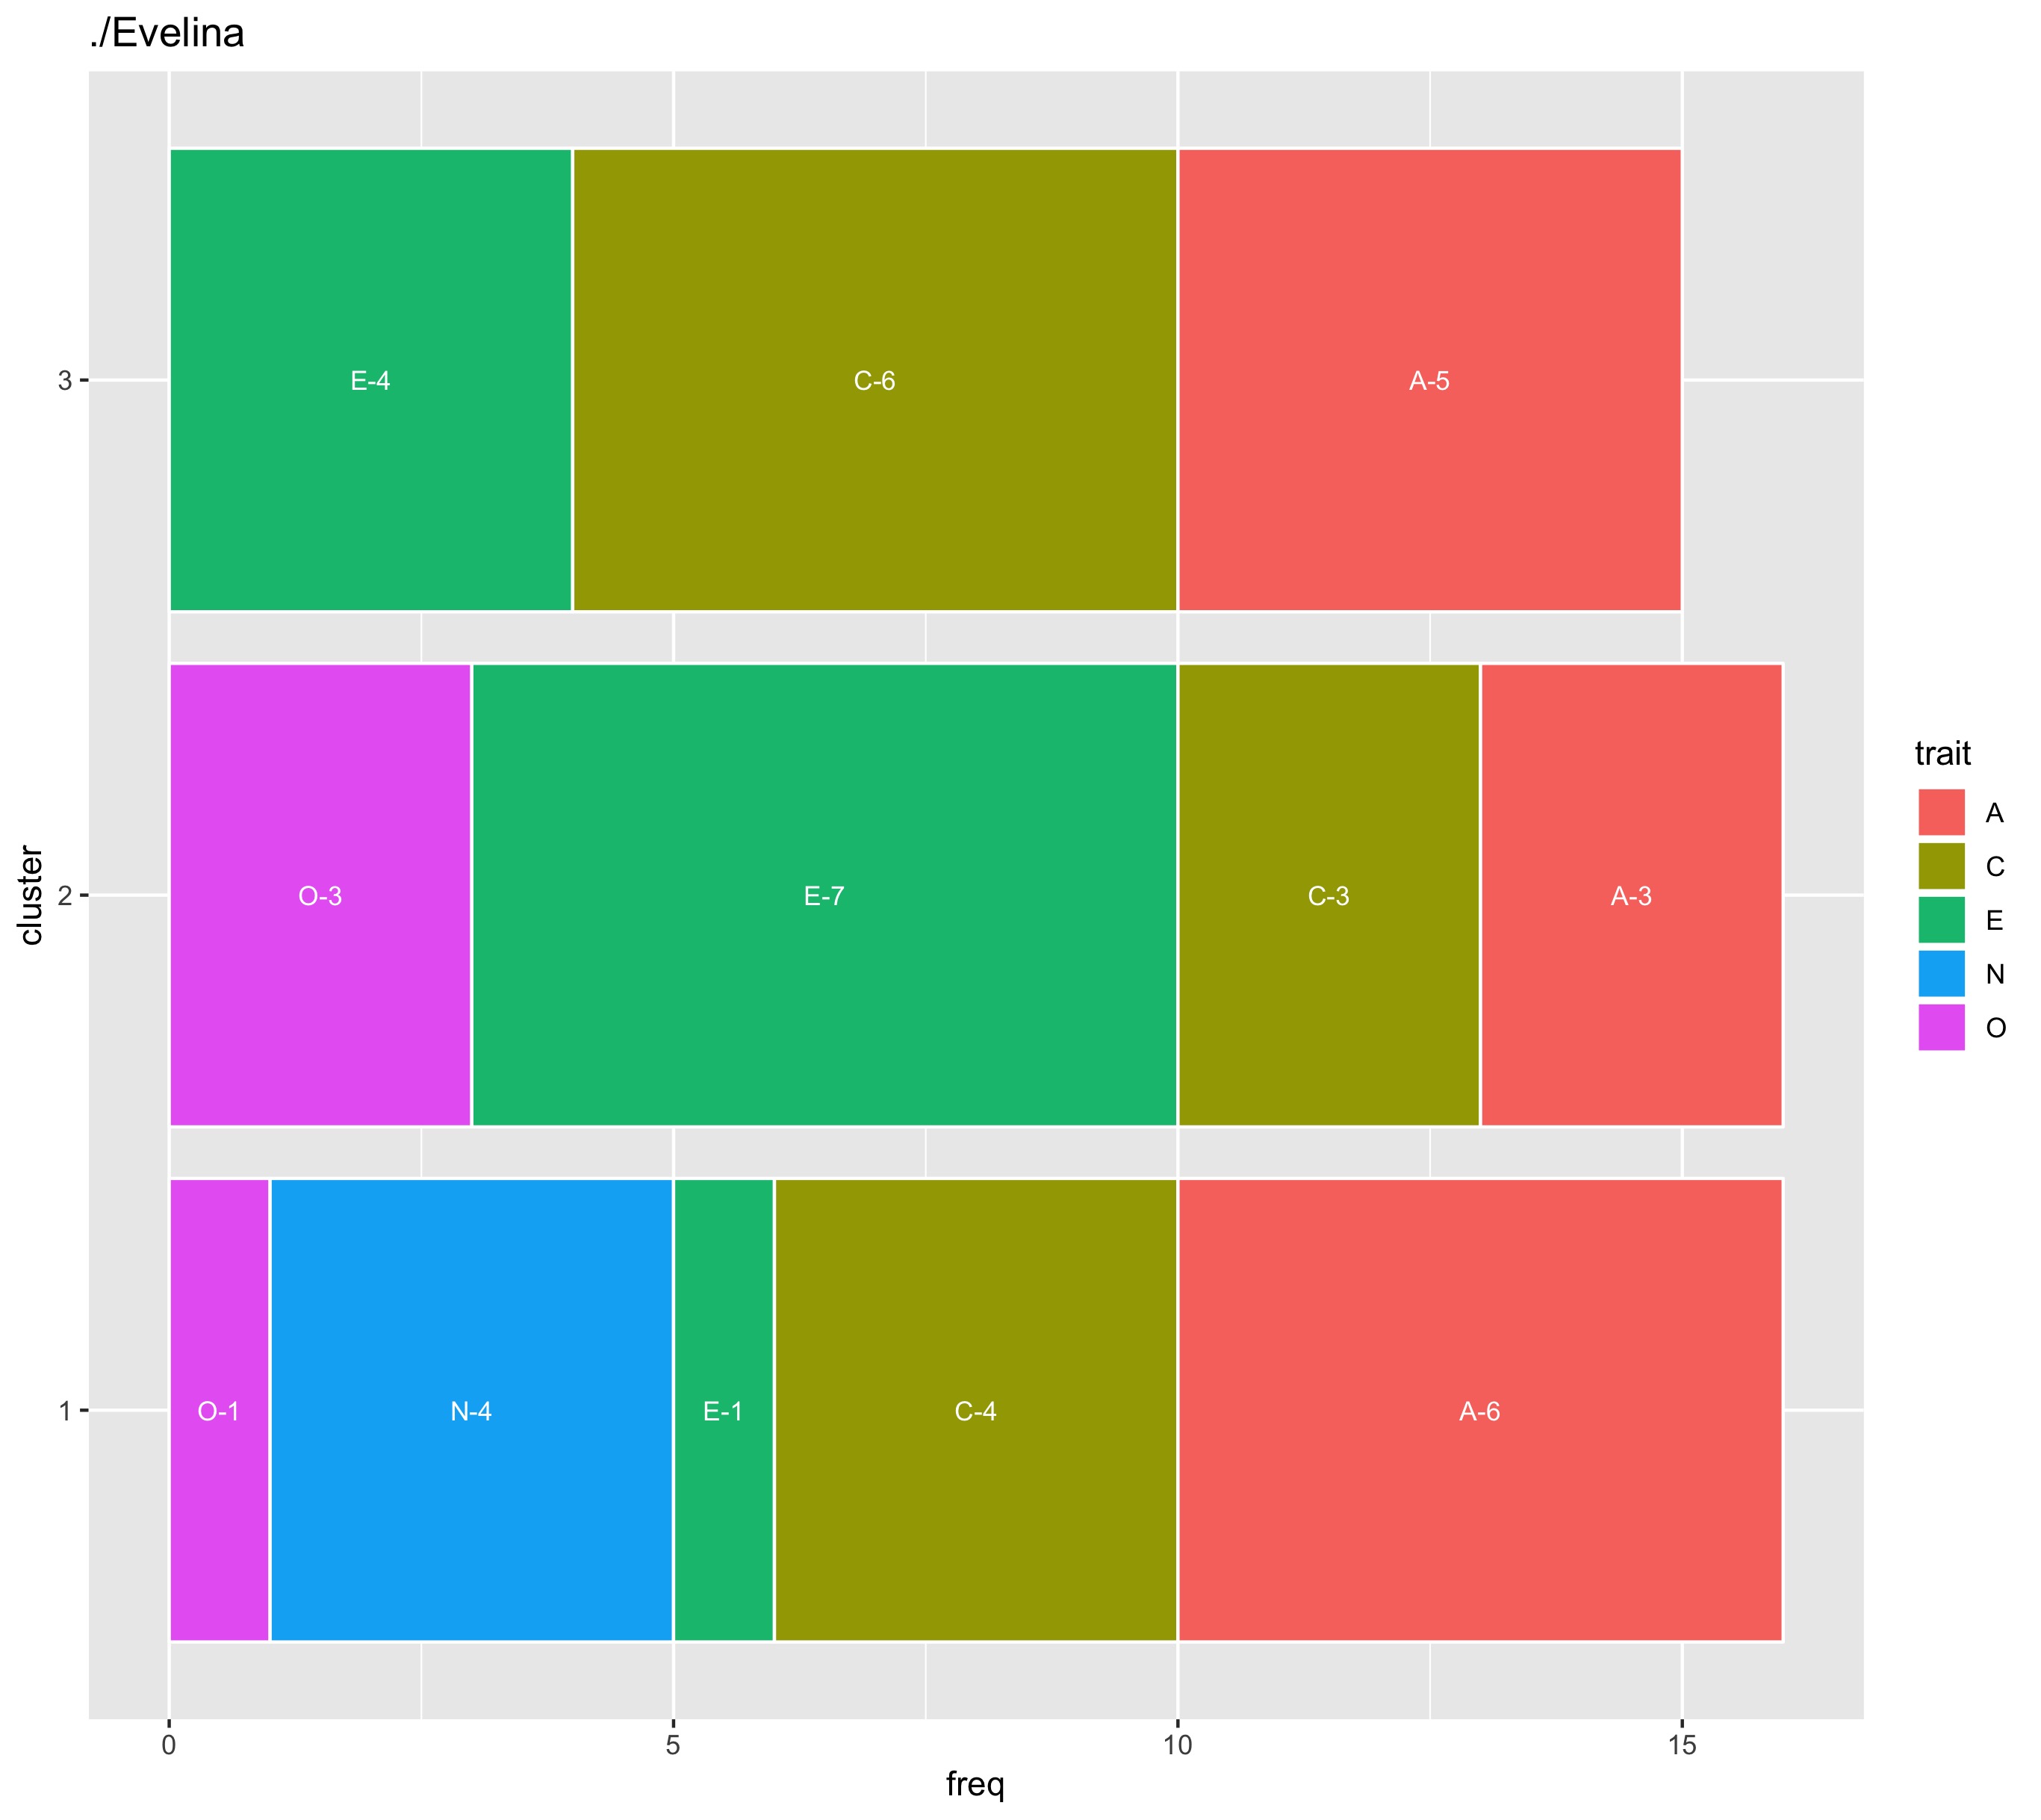 ./Evelina
3
E-4 C-6 A-5
2
O-3 E-7 C-3 A-3
1
O-1 N-4 E-1 C-4 A-6
cluster
0 5 10 15
freq
trait
A
C
E
N
O